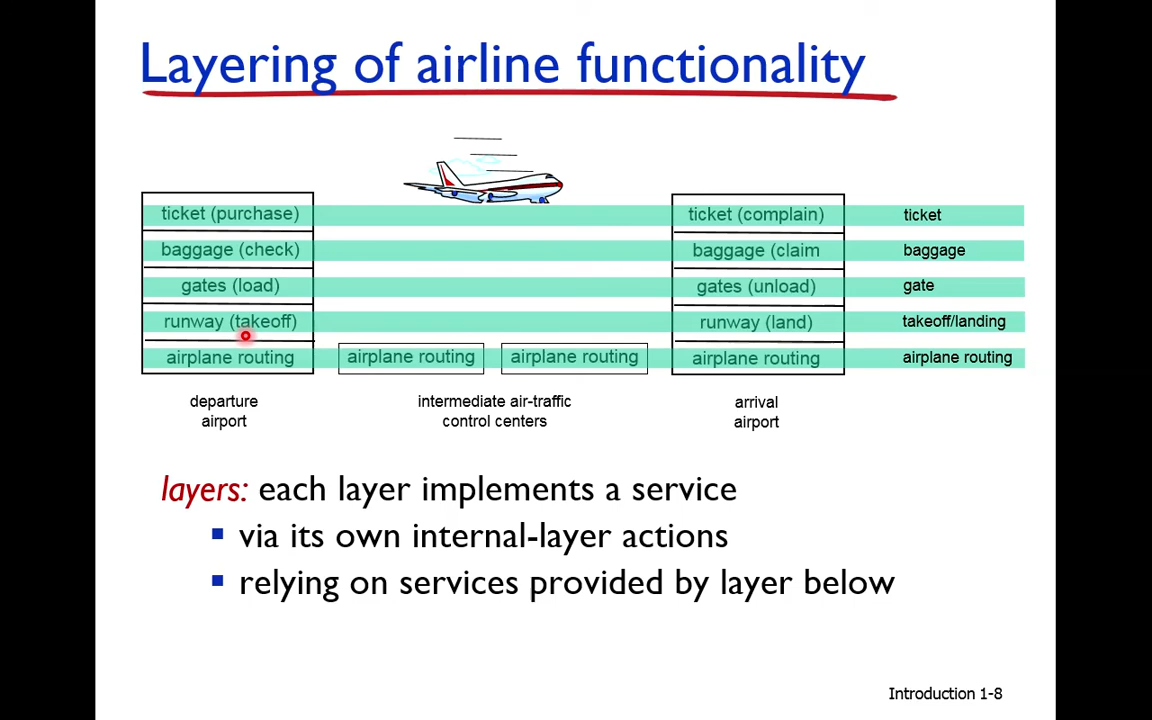 Layering of airline functionality
ticket (purchase) ticket (complain) ticket
baggage (check) baggage (claim baggage
gates (load) gates (unload) gate
runway (takeoff) runway (land) takeoff/landing
airplane routing airplane routing airplane routing airplane routing airplane routing
departure airport
intermediate air-traffic control centers
arrival airport
layers: each layer implements a service
▪ via its own internal-layer actions
▪ relying on services provided by layer below
Introduction 1-8